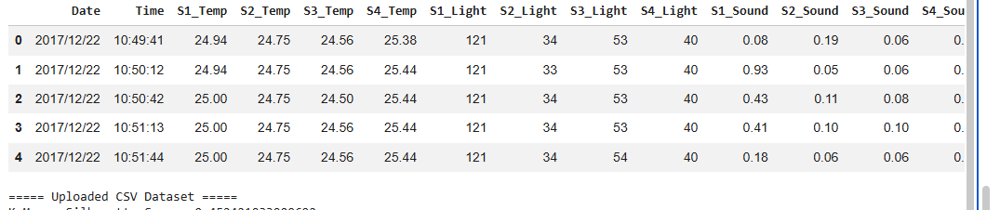 Date Time S1_Temp S2_Temp S3_Temp S4_Temp S1_Light S2_Light S3_Light S4_Light S1_Sound S2_Sound S3_Sound S4_Sou
0 2017/12/22 10:49:41 24.94 24.75 24.56 25.38 121 34 53 40 0.08 0.19 0.06 0.
1 2017/12/22 10:50:12 24.94 24.75 24.56 25.44 121 33 53 40 0.93 0.05 0.06 0.
2 2017/12/22 10:50:42 25.00 24.75 24.50 25.44 121 34 53 40 0.43 0.11 0.08 0.
3 2017/12/22 10:51:13 25.00 24.75 24.56 25.44 121 34 53 40 0.41 0.10 0.10 0.
4 2017/12/22 10:51:44 25.00 24.75 24.56 25.44 121 34 54 40 0.18 0.06 0.06 0.
===== Uploaded CSV Dataset =====